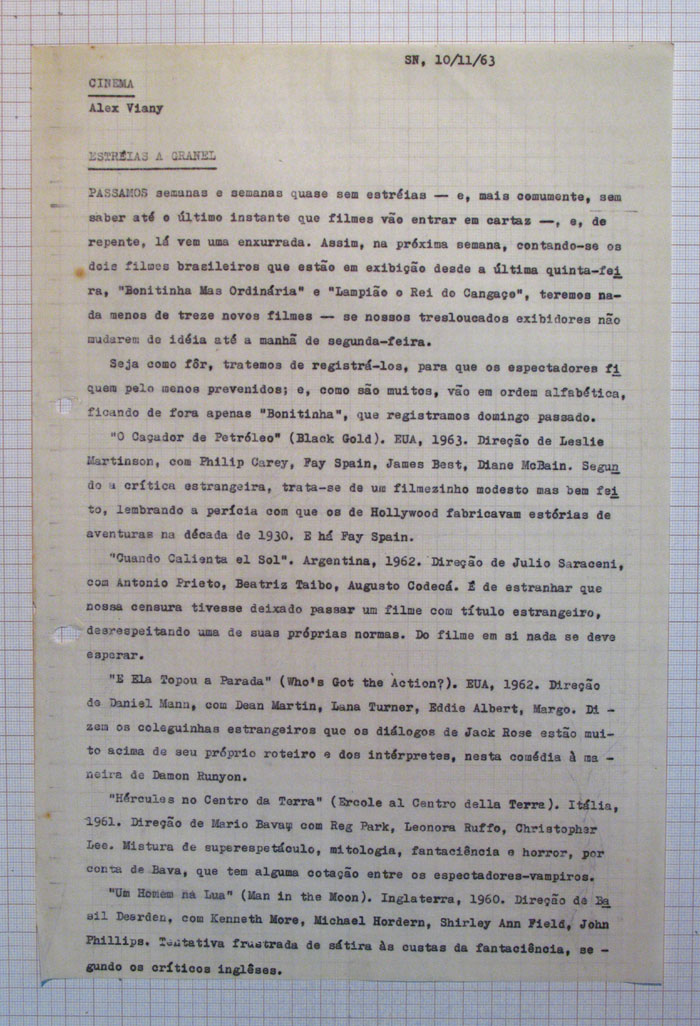 SN, 10/11/63
CINEMA
Alex Viany
ESTRÉIAS A GRANEL
PASSAMOS semanas e semanas quase sem estréias — e, mais comumente, sem
saber até o último instante que filmes vão entrar em cartaz —, e, de
repente, lá vem uma enxurrada. Assim, na próxima semana, contando-se os
dois filmes brasileiros que estão em exibição desde a última quinta-fei
ra, "Bonitinha Mas Ordinária" e "Lampião o Rei do Cangaço", teremos na-
da menos de treze novos filmes — se nossos tresloucados exibidores não
mudarem de idéia até a manhã de segunda-feira.
Seja como fôr, tratemos de registrá-los, para que os espectadores fi
quem pelo menos prevenidos; e, como são muitos, vão em ordem alfabética,
ficando de fora apenas "Bonitinha", que registramos domingo passado.
"O Caçador de Petróleo" (Black Gold). EUA, 1963. Direção de Leslie
Martinson, com Philip Carey, Fay Spain, James Best, Diane McBain. Segun
do a crítica estrangeira, trata-se de um filmezinho modesto mas bem fei
to, lembrando a perícia com que os de Hollywood fabricavam estórias de
aventuras na década de 1930. E há Fay Spain.
"Cuando Calienta el Sol". Argentina, 1962. Direção de Julio Saraceni,
com Antonio Prieto, Beatriz Taibo, Augusto Codecá. É de estranhar que
nossa censura tivesse deixado passar um filme com título estrangeiro,
desrespeitando uma de suas próprias normas. Do filme em si nada se deve
esperar.
"E Ela Topou a Parada" (Who's Got the Action?). EUA, 1962. Direção
de Daniel Mann, com Dean Martin, Lana Turner, Eddie Albert, Margo. Di -
zem os coleguinhas estrangeiros que os diálogos de Jack Rose estão mui-
to acima de seu próprio roteiro e dos intérpretes, nesta comédia à ma -
neira de Damon Runyon.
"Hércules no Centro da Terra" (Ercole al Centro della Terra). Itália,
1961. Direção de Mario Bava, com Reg Park, Leonora Ruffo, Christopher
Lee. Mistura de superespetáculo, mitologia, fantaciência e horror, por
conta de Bava, que tem alguma cotação entre os espectadores-vampiros.
"Um Homem na Lua" (Man in the Moon). Inglaterra, 1960. Direção de Ba
sil Dearden, com Kenneth More, Michael Hordern, Shirley Ann Field, John
Phillips. Tentativa frustrada de sátira às custas da fantaciência, se -
gundo os críticos inglêses.